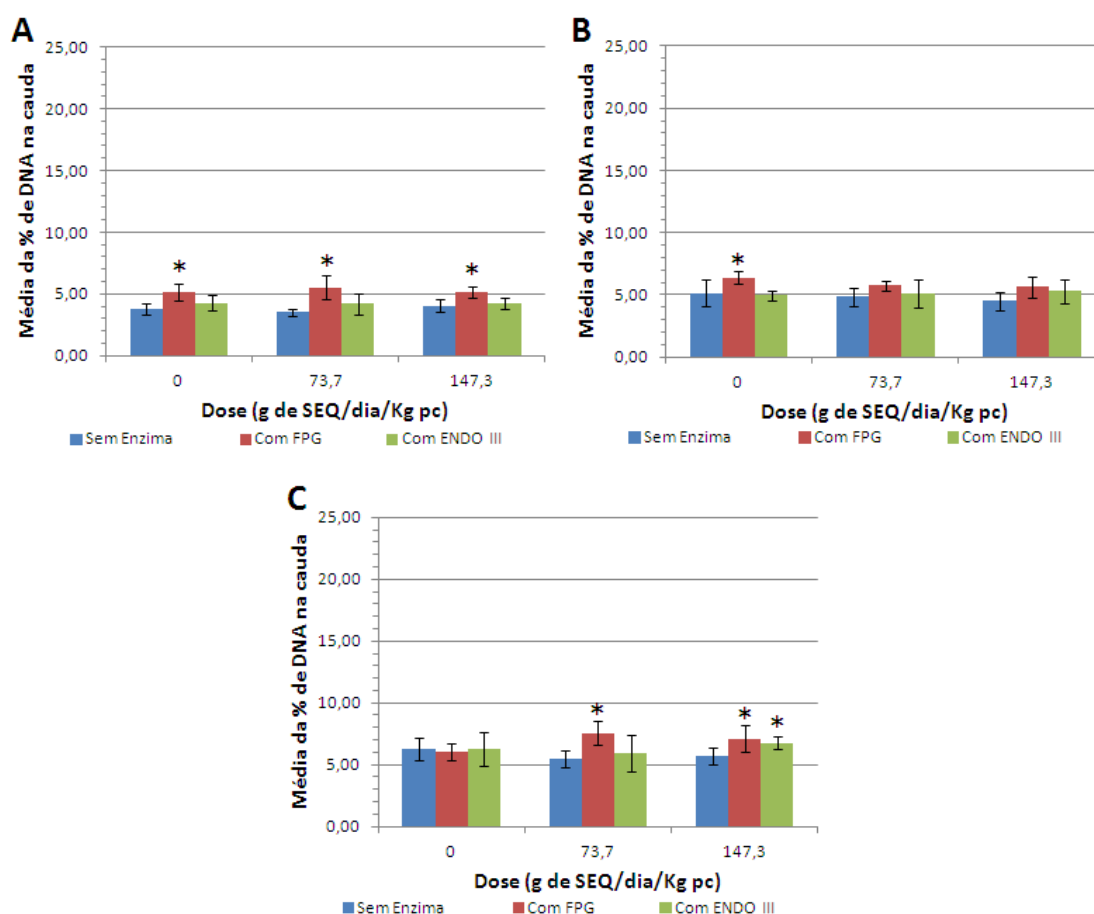 A
Média da % de DNA na cauda
25,00
20,00
15,00
10,00
5,00
0,00
*
*
*
0
73,7
147,3
Dose (g de SEQ/dia/Kg pc)
Sem Enzima Com FPG Com ENDO III
B
Média da % de DNA na cauda
25,00
20,00
15,00
10,00
5,00
0,00
*
0
73,7
147,3
Dose (g de SEQ/dia/Kg pc)
Sem Enzima Com FPG Com ENDO III
C
Média da % de DNA na cauda
25,00
20,00
15,00
10,00
5,00
0,00
*
*
*
0
73,7
147,3
Dose (g de SEQ/dia/Kg pc)
Sem Enzima Com FPG Com ENDO III